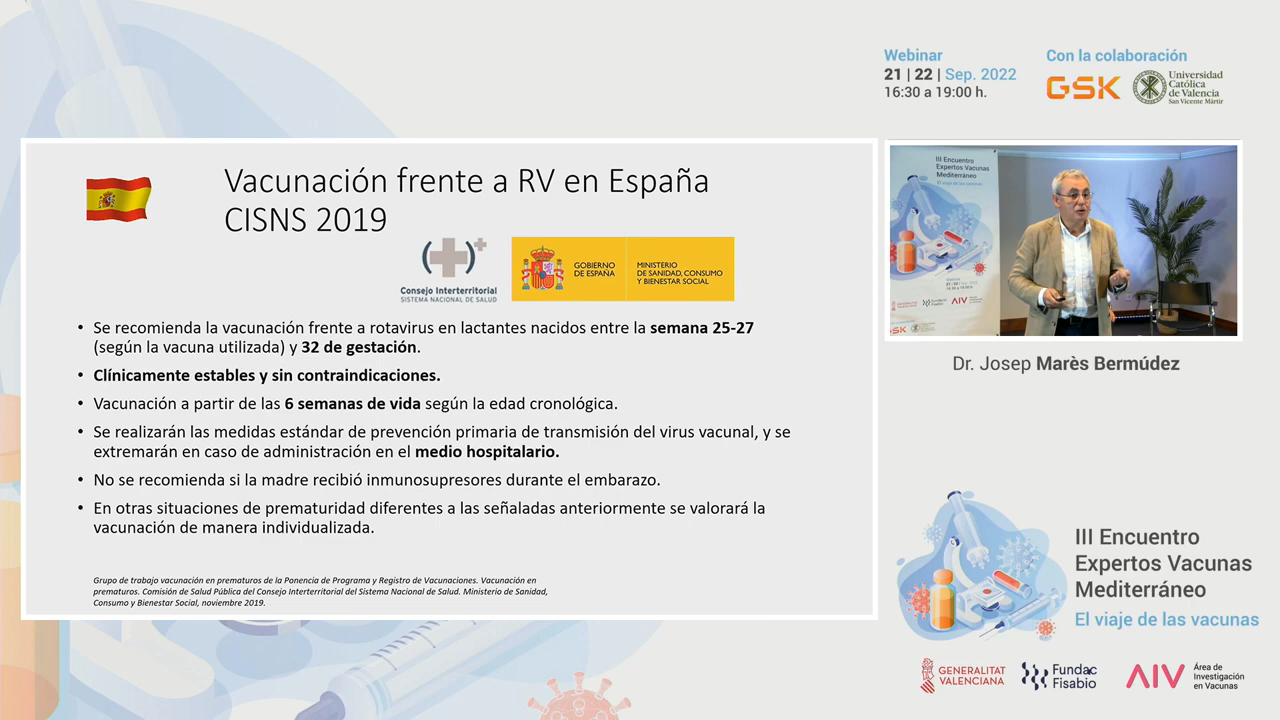 Webinar
21 | 22 | Sep. 2022
16:30 a 19:00 h.
Con la colaboración
GSK
Universidad
Católica
de Valencia
San Vicente Mártir
Vacunación frente a RV en España
CISNS 2019
Consejo Interterritorial
SISTEMA NACIONAL DE SALUD
GOBIERNO
DE ESPAÑA
MINISTERIO
DE SANIDAD, CONSUMO
Y BIENESTAR SOCIAL
• Se recomienda la vacunación frente a rotavirus en lactantes nacidos entre la semana 25-27
(según la vacuna utilizada) y 32 de gestación.
• Clínicamente estables y sin contraindicaciones.
• Vacunación a partir de las 6 semanas de vida según la edad cronológica.
• Se realizarán las medidas estándar de prevención primaria de transmisión del virus vacunal, y se
extremarán en caso de administración en el medio hospitalario.
• No se recomienda si la madre recibió inmunosupresores durante el embarazo.
• En otras situaciones de prematuridad diferentes a las señaladas anteriormente se valorará la
vacunación de manera individualizada.
Grupo de trabajo vacunación en prematuros de la Ponencia de Programa y Registro de Vacunaciones. Vacunación en
prematuros. Comisión de Salud Pública del Consejo Interterritorial del Sistema Nacional de Salud. Ministerio de Sanidad,
Consumo y Bienestar Social, noviembre 2019.
III Encuentro
Expertos Vacunas
Mediterráneo
El viaje de las vacunas
GSK
AIV
Dr. Josep Marès Bermúdez
III Encuentro
Expertos Vacunas
Mediterráneo
El viaje de las vacunas
GENERALITAT
VALENCIANA
Fundac
Fisabio
AIV
Área de
Investigación
en Vacunas